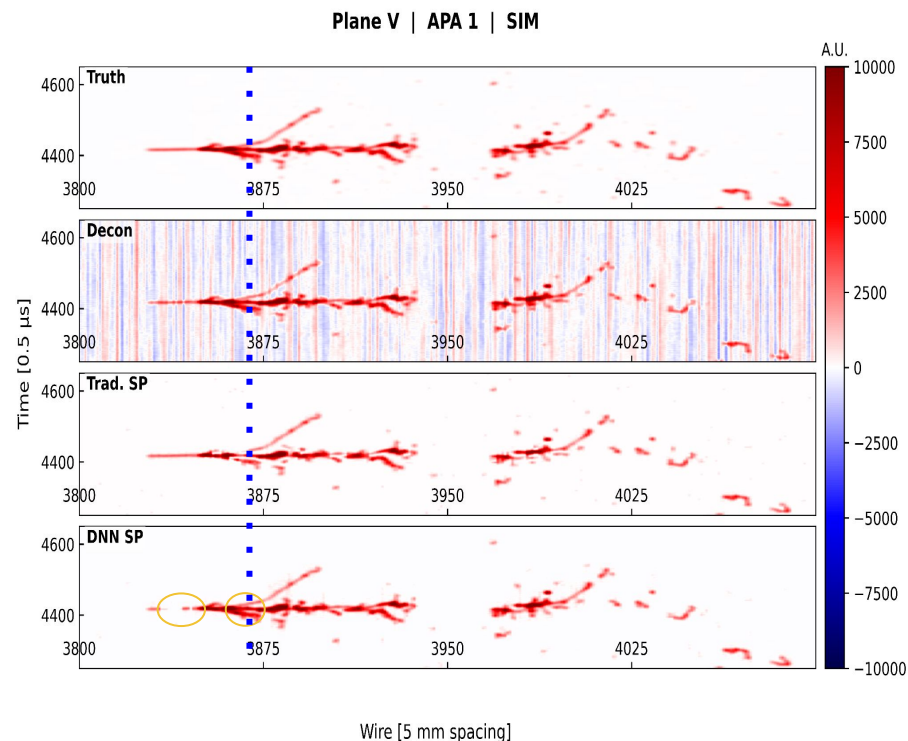 Plane V | APA 1 | SIM
A.U.
Truth
4600
4400
3800 3875 3950 4025
Decon
4600
4400
3800 3875 3950 4025
Trad. SP
4600
4400
3800 3875 3950 4025
DNN SP
4600
4400
3800 3875 3950 4025
Time [0.5 µs]
Wire [5 mm spacing]
10000
7500
5000
2500
0
−2500
−5000
−7500
−10000